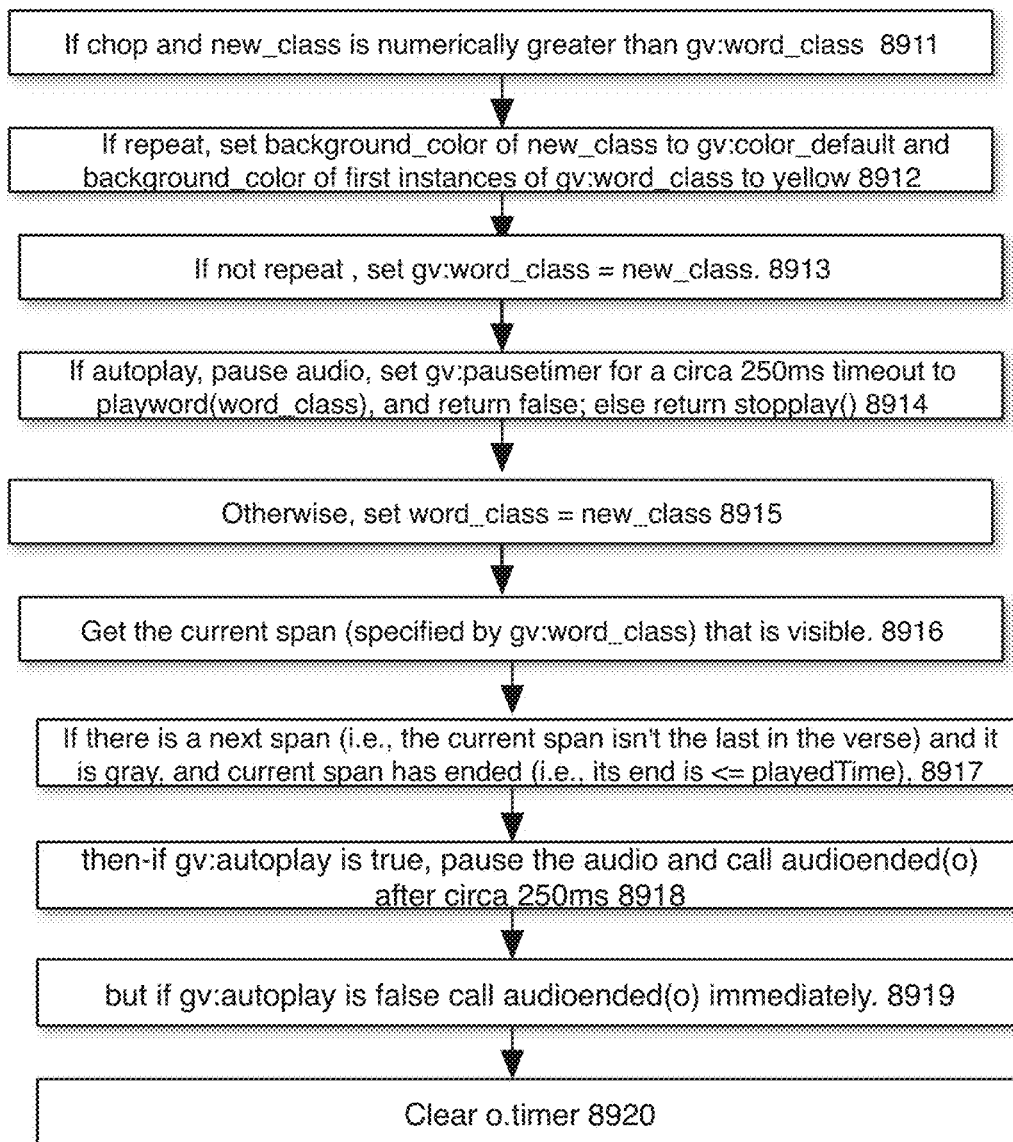 If chop and new_class is numerically greater than gv:word_class 8911
If repeat, set background_color of new_class to gv:color_default and
background_color of first instances of gv:word_class to yellow 8912
If not repeat , set gv:word_class = new_class. 8913
If autoplay, pause audio, set gv:pausetimer for a circa 250ms timeout to
playword(word_class), and return false; else return stopplay() 8914
Otherwise, set word_class = new_class 8915
Get the current span (specified by gv:word_class) that is visible. 8916
If there is a next span (i.e., the current span isn't the last in the verse) and it
is gray, and current span has ended (i.e., its end is <= playedTime), 8917
then-if gv:autoplay is true, pause the audio and call audioended(o)
after circa 250ms 8918
but if gv:autoplay is false call audioended(o) immediately. 8919
Clear o.timer 8920